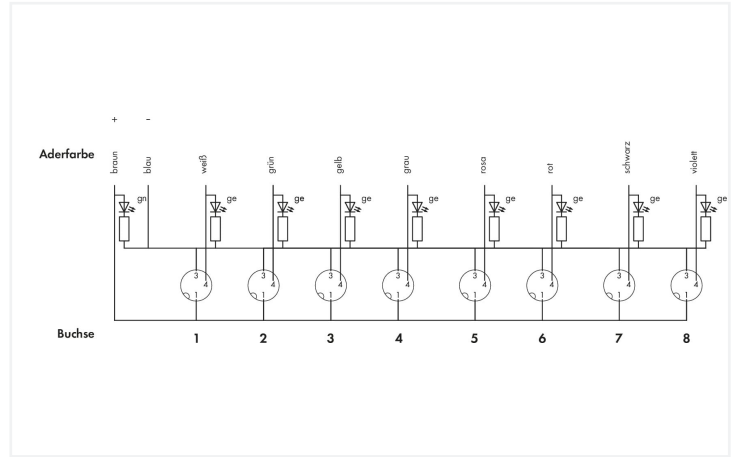 + –
Aderfarbe braun blau weiß grün gelb grau rosa rot schwarz violett
gn ge ge ge ge ge ge ge ge
3 3 3 3 3 3 3 3
4 4 4 4 4 4 4 4
1 1 1 1 1 1 1 1
Buchse 1 2 3 4 5 6 7 8